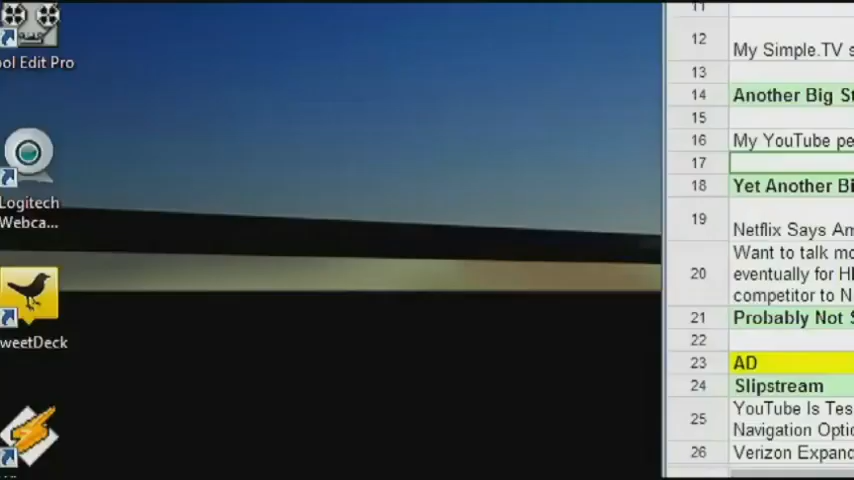 ool Edit Pro
Logitech
Webca...
weetDeck
11
12
My Simple.TV s
13
14
Another Big St
15
16
My YouTube pe
17
18
Yet Another Bi
19
Netflix Says Am
20
Want to talk mo
eventually for H
competitor to N
21
Probably Not S
22
23
AD
24
Slipstream
25
YouTube Is Tes
Navigation Optio
26
Verizon Expand